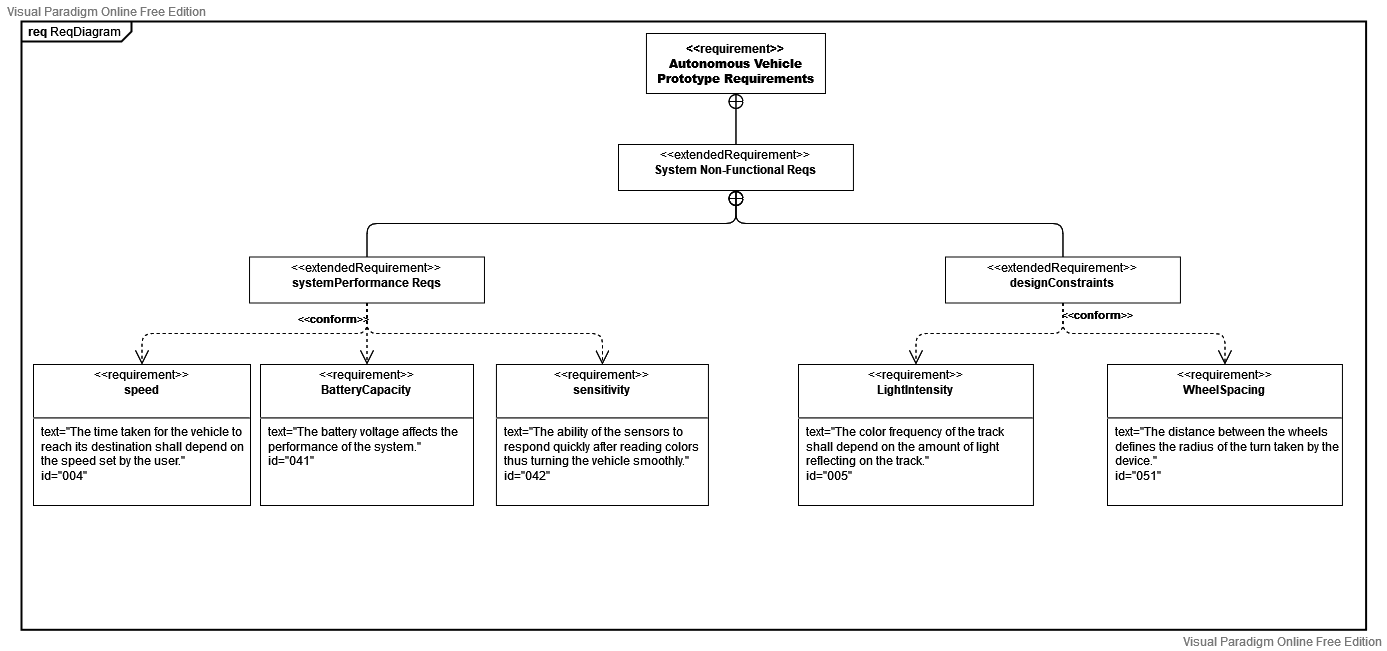 Visual Paradigm Online Free Edition
req ReqDiagram
<<requirement>>
Autonomous Vehicle
Prototype Requirements
<<extendedRequirement>>
System Non-Functional Reqs
<<extendedRequirement>>
systemPerformance Reqs
<<extendedRequirement>>
designConstraints
<<conform>>
<<conform>>
<<requirement>>
speed
text="The time taken for the vehicle to
reach its destination shall depend on
the speed set by the user."
id="004"
<<requirement>>
BatteryCapacity
text="The battery voltage affects the
performance of the system."
id="041"
<<requirement>>
sensitivity
text="The ability of the sensors to
respond quickly after reading colors
thus turning the vehicle smoothly."
id="042"
<<requirement>>
LightIntensity
text="The color frequency of the track
shall depend on the amount of light
reflecting on the track."
id="005"
<<requirement>>
WheelSpacing
text="The distance between the wheels
defines the radius of the turn taken by the
device."
id="051"
Visual Paradigm Online Free Edition